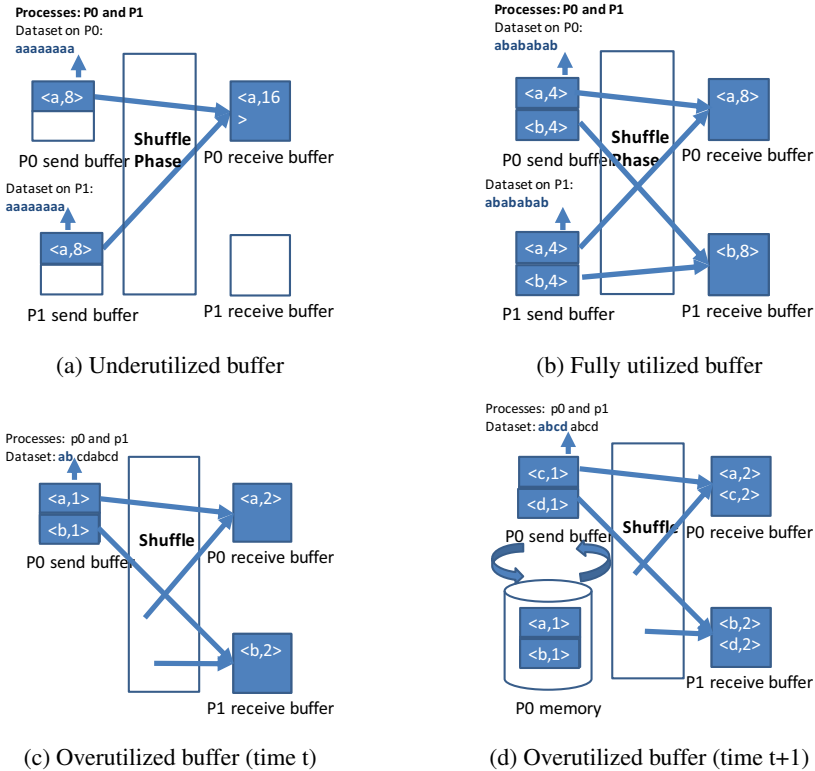 Processes: P0 and P1
Dataset on P0:
aaaaaaaa
<a,8>
<a,16
>
Shuffle
Phase
P0 send buffer
P0 receive buffer
Dataset on P1:
aaaaaaaa
<a,8>
P1 send buffer
P1 receive buffer
(a) Underutilized buffer
Processes: P0 and P1
Dataset on P0:
abababab
<a,4>
<b,4>
<a,8>
Shuffle
Phase
P0 send buffer
P0 receive buffer
Dataset on P1:
abababab
<a,4>
<b,4>
<b,8>
P1 send buffer
P1 receive buffer
(b) Fully utilized buffer
Processes: p0 and p1
Dataset: abcdabcd
<a,1>
<b,1>
<a,2>
Shuffle
P0 send buffer
P0 receive buffer
<b,2>
P1 receive buffer
(c) Overutilized buffer (time t)
Processes: p0 and p1
Dataset: abcdabcd
<c,1>
<d,1>
<a,2>
<c,2>
Shuffle
P0 send buffer
P0 receive buffer
<a,1>
<b,1>
<b,2>
<d,2>
P0 memory
P1 receive buffer
(d) Overutilized buffer (time t+1)